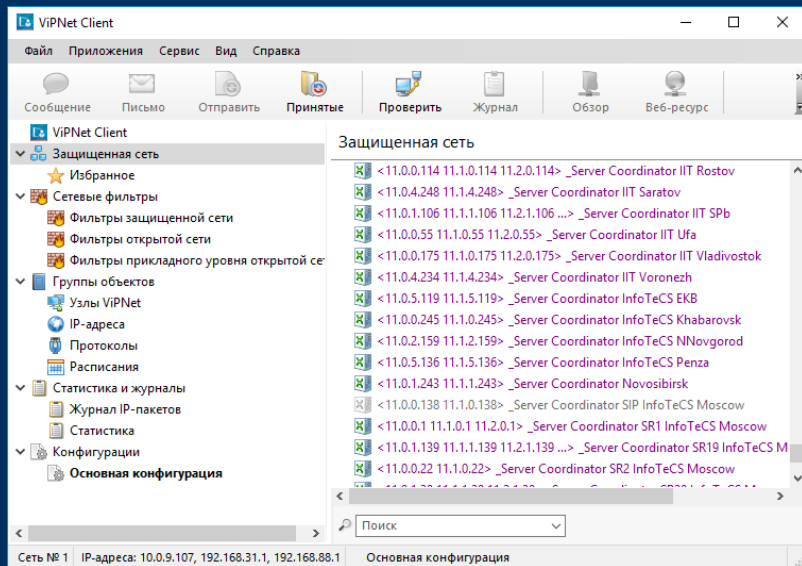 ViPNet Client
Файл Приложения Сервис Вид Справка
Сообщение Письмо Отправить Принятые Проверить Журнал Обзор Веб-ресурс
ViPNet Client
Защищенная сеть
Избранное
Сетевые фильтры
Фильтры защищенной сети
Фильтры открытой сети
Фильтры прикладного уровня открытой сет
Группы объектов
Узлы ViPNet
IP-адреса
Протоколы
Расписания
Статистика и журналы
Журнал IP-пакетов
Статистика
Конфигурации
Основная конфигурация
Защищенная сеть
<11.0.0.114 11.1.0.114 11.2.0.114> _Server Coordinator IIT Rostov
<11.0.4.248 11.1.4.248> _Server Coordinator IIT Saratov
<11.0.1.106 11.1.1.106 11.2.1.106 ...> _Server Coordinator IIT SPb
<11.0.0.55 11.1.0.55 11.2.0.55> _Server Coordinator IIT Ufa
<11.0.0.175 11.1.0.175 11.2.0.175> _Server Coordinator IIT Vladivostok
<11.0.4.234 11.1.4.234> _Server Coordinator IIT Voronezh
<11.0.5.119 11.1.5.119> _Server Coordinator InfoTeCS EKB
<11.0.0.245 11.1.0.245> _Server Coordinator InfoTeCS Khabarovsk
<11.0.2.159 11.1.2.159> _Server Coordinator InfoTeCS NNovgorod
<11.0.5.136 11.1.5.136> _Server Coordinator InfoTeCS Penza
<11.0.1.243 11.1.1.243> _Server Coordinator Novosibirsk
<11.0.0.138 11.1.0.138> _Server Coordinator SIP InfoTeCS Moscow
<11.0.0.1 11.1.0.1 11.2.0.1> _Server Coordinator SR1 InfoTeCS Moscow
<11.0.1.139 11.1.1.139 11.2.1.139 ...> _Server Coordinator SR19 InfoTeCS M
<11.0.0.22 11.1.0.22> _Server Coordinator SR2 InfoTeCS Moscow
Поиск
Сеть № 1 IP-адреса: 10.0.9.107, 192.168.31.1, 192.168.88.1 Основная конфигурация